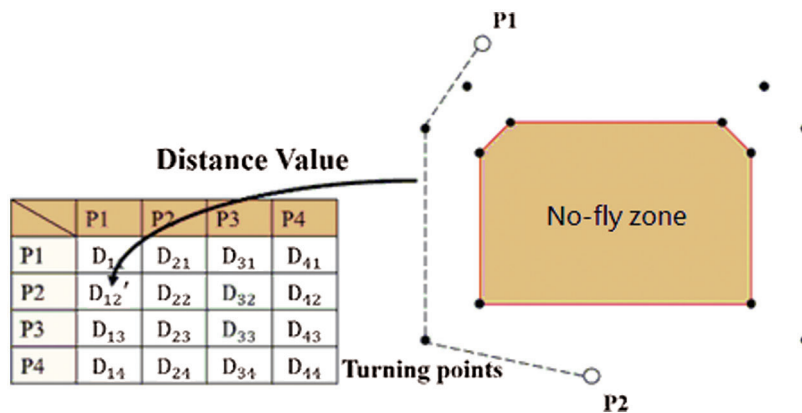 P1
Distance Value
No-fly zone
P1 P2 P3 P4
P1 D₁₁ D₂₁ D₃₁ D₄₁
P2 D₁₂' D₂₂ D₃₂ D₄₂
P3 D₁₃ D₂₃ D₃₃ D₄₃
P4 D₁₄ D₂₄ D₃₄ D₄₄
Turning points
P2